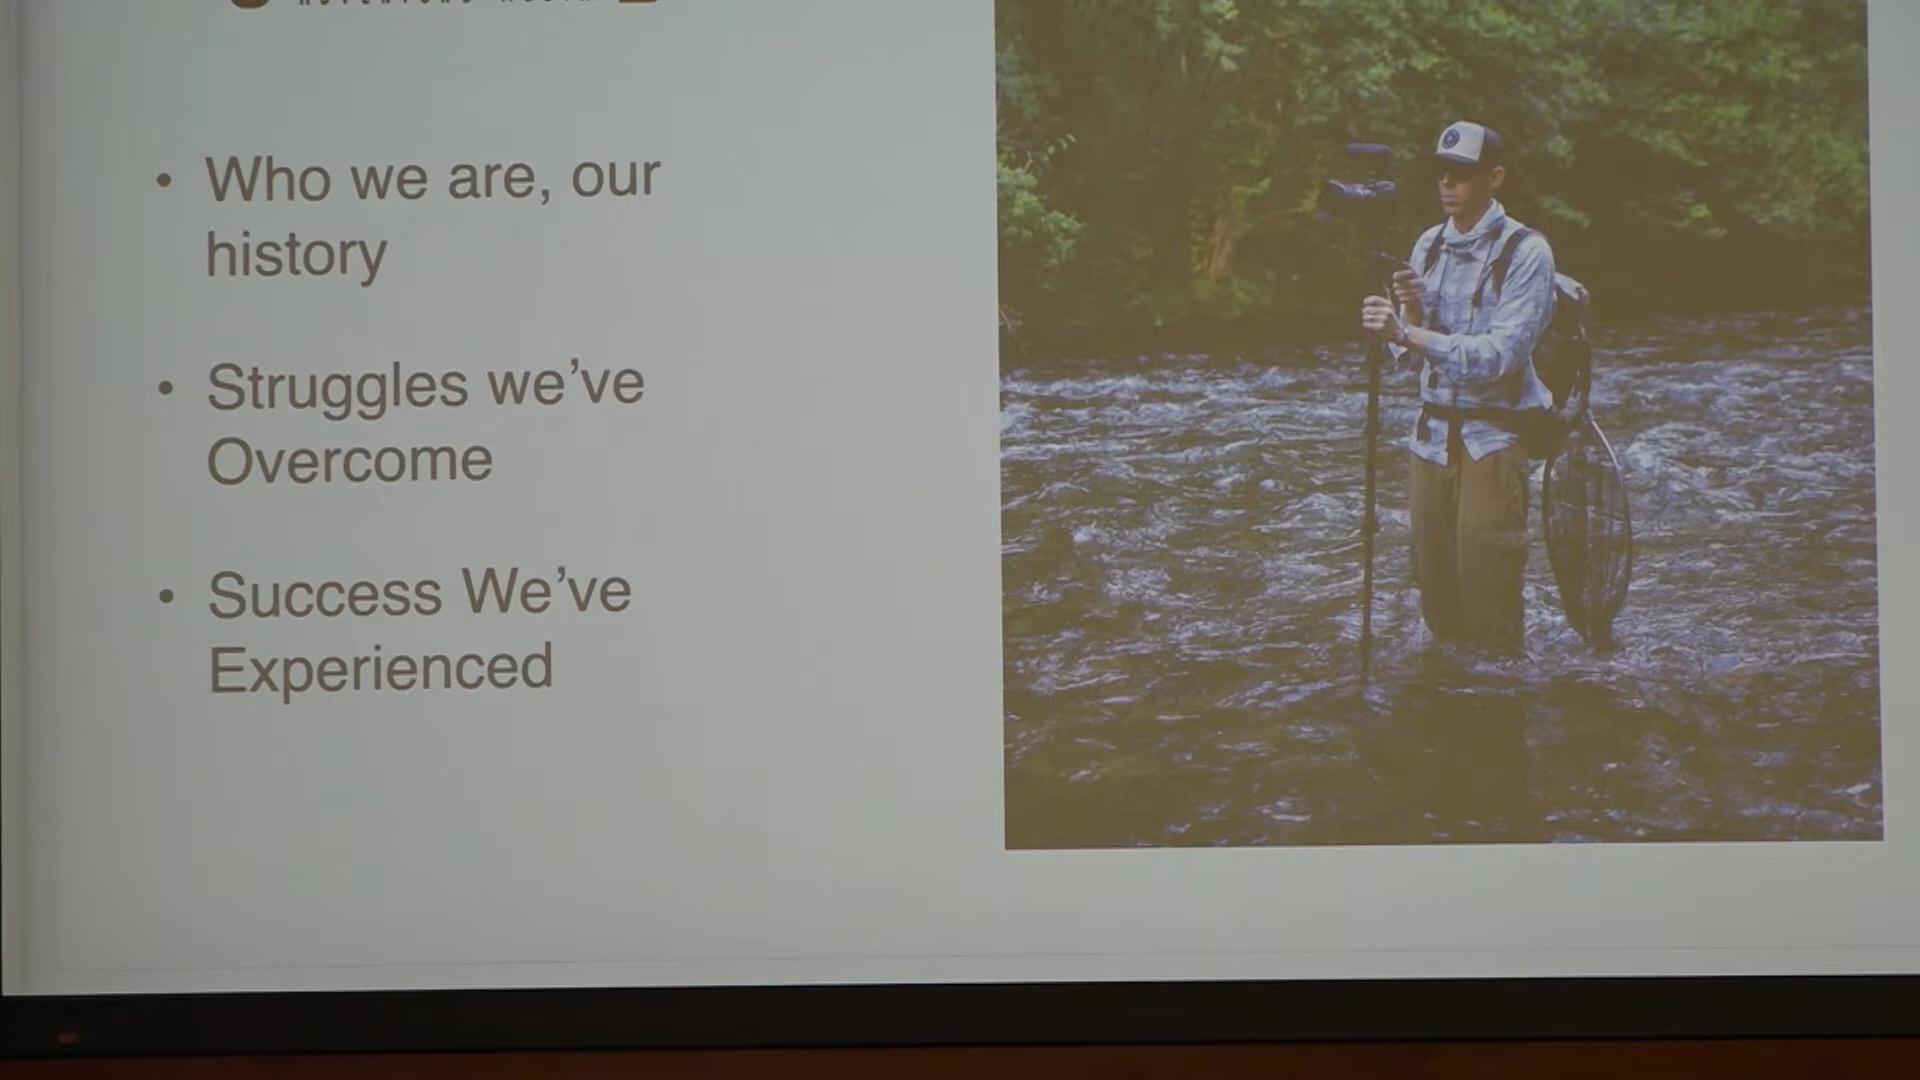 • Who we are, our
history
• Struggles we've
Overcome
• Success We've
Experienced